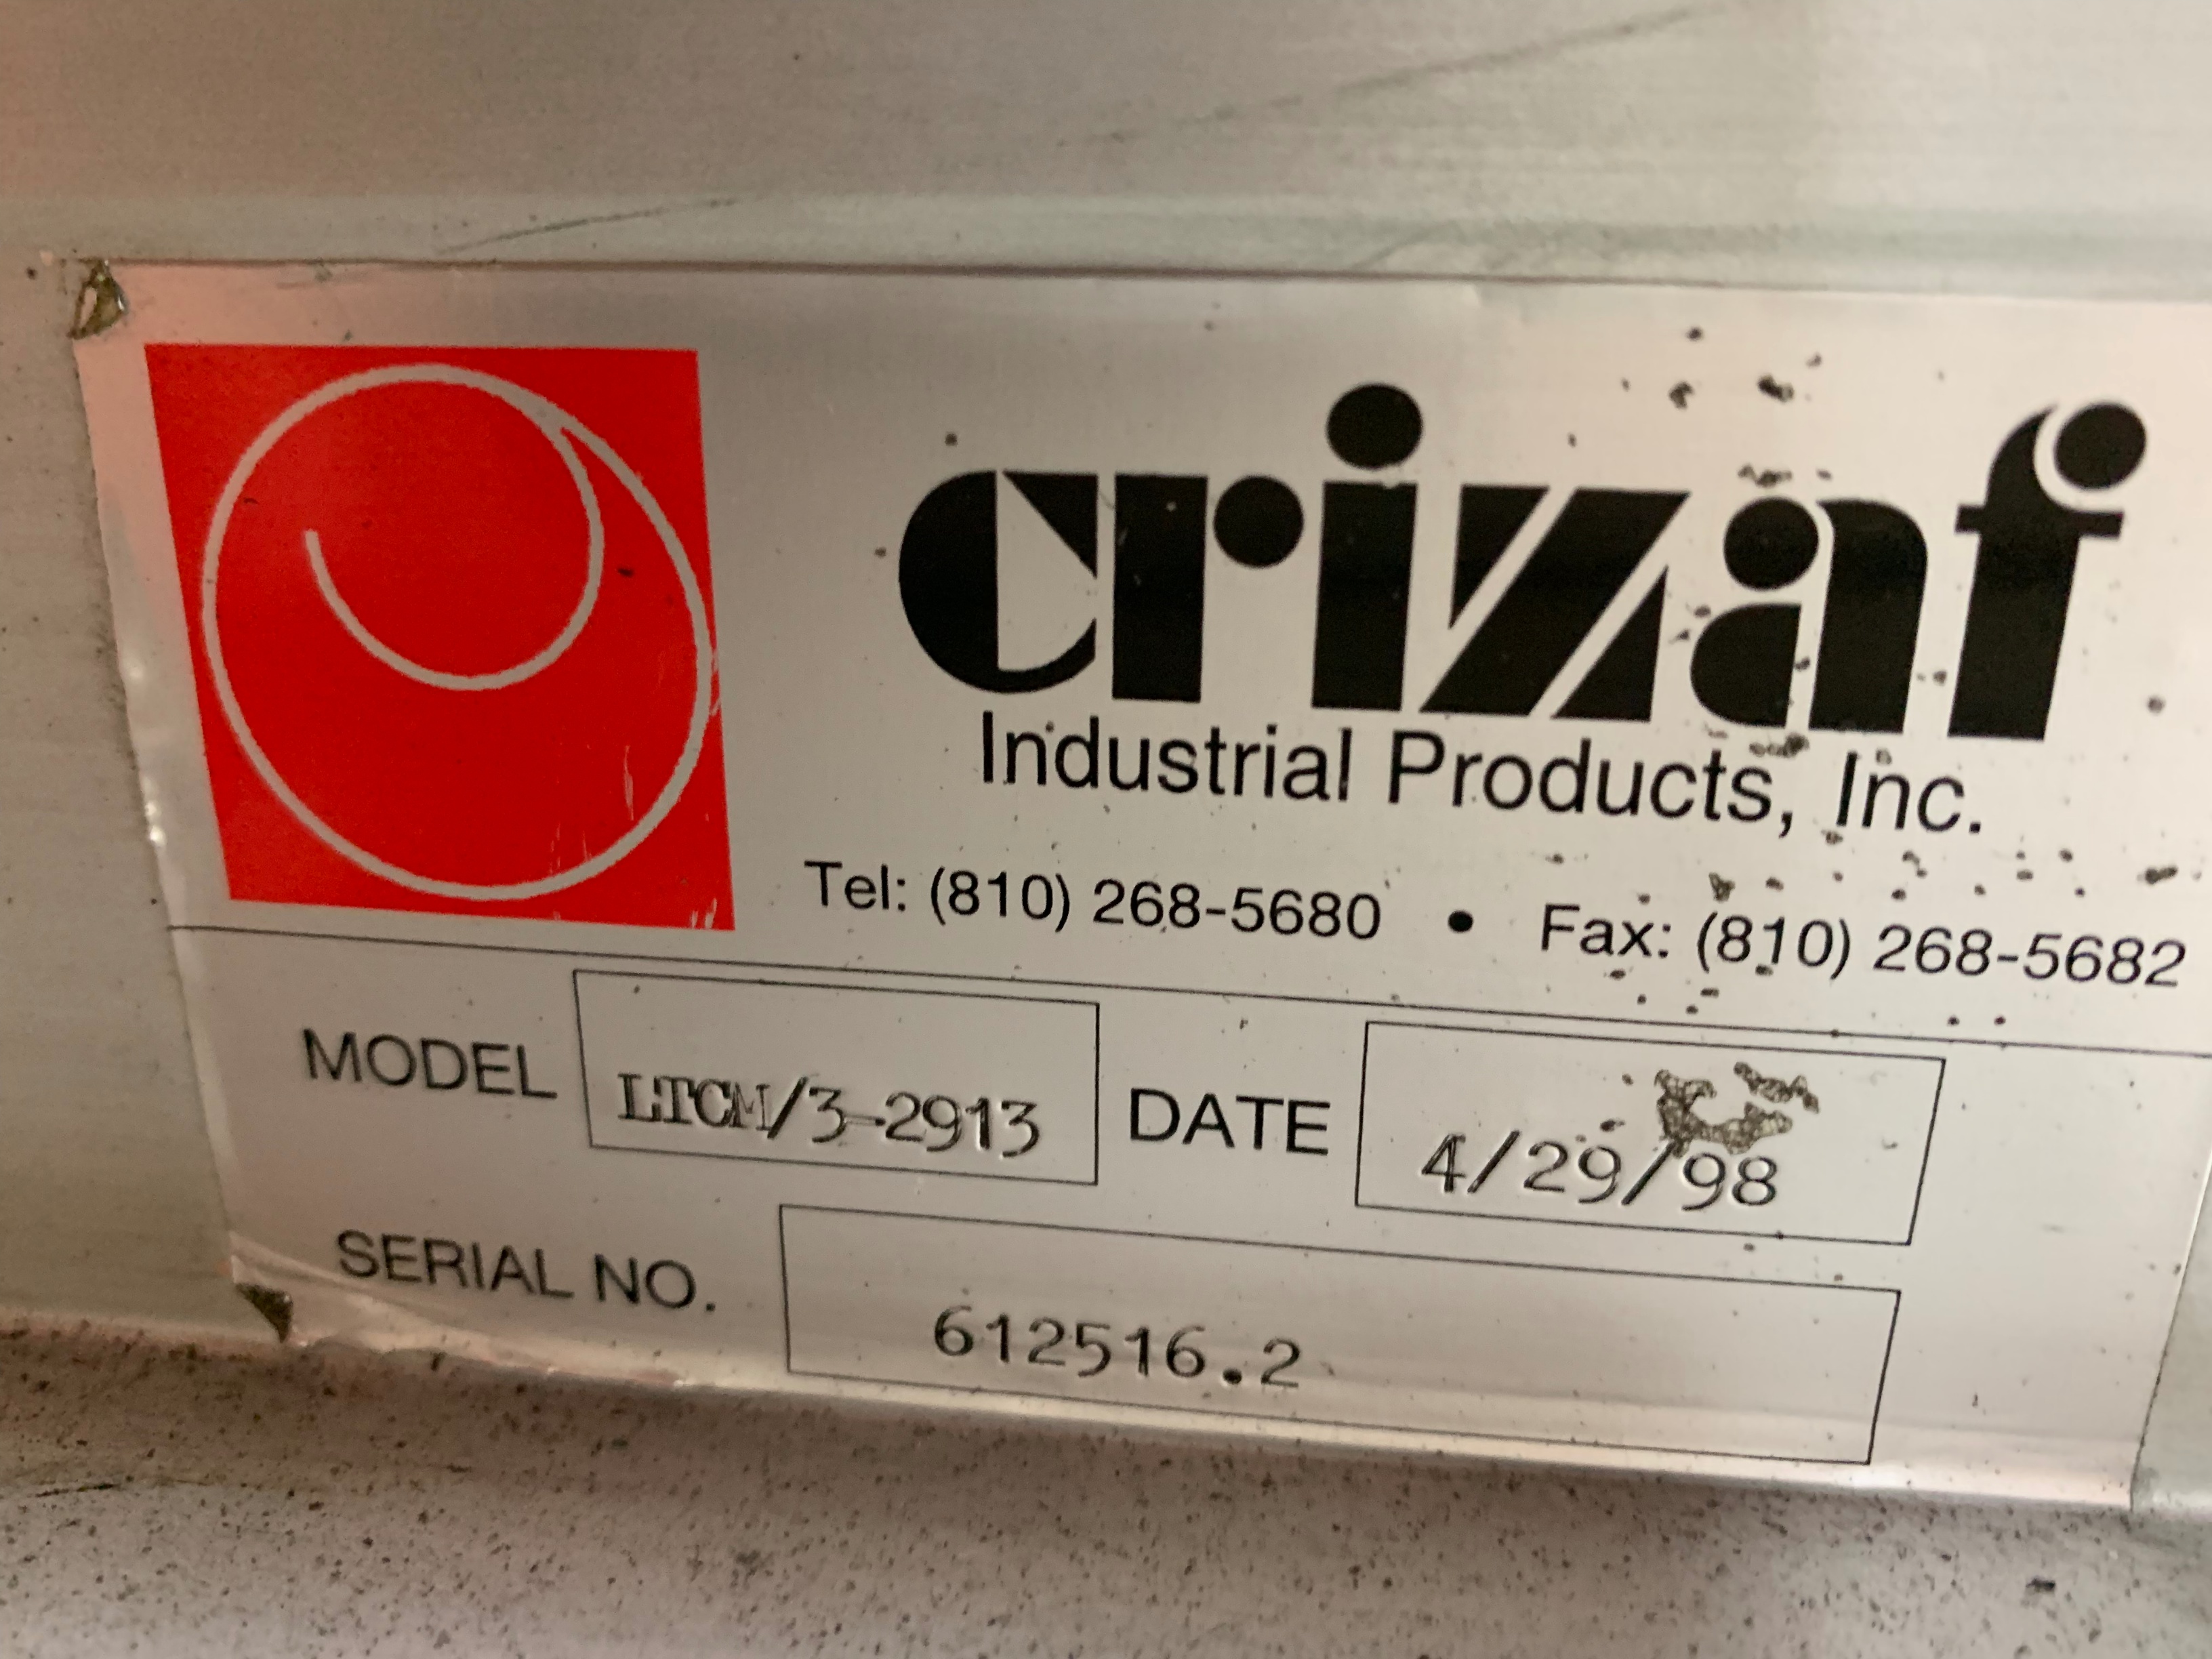 crizaf
Industrial Products, Inc.
Tel: (810) 268-5680 • Fax: (810) 268-5682
MODEL LTCM/3-2913 DATE 4/29/98
SERIAL NO. 612516.2